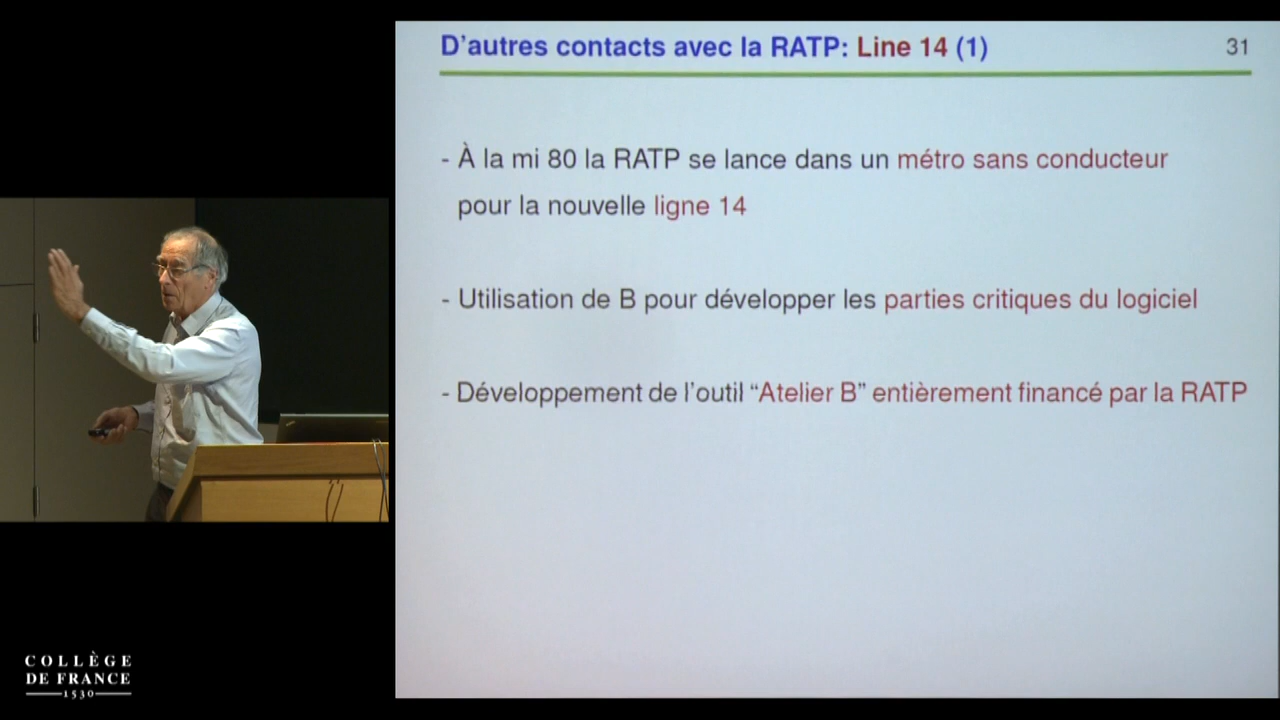 D'autres contacts avec la RATP: Line 14 (1)
31
- À la mi 80 la RATP se lance dans un métro sans conducteur
pour la nouvelle ligne 14
- Utilisation de B pour développer les parties critiques du logiciel
- Développement de l'outil “Atelier B” entièrement financé par la RATP
COLLÈGE
DE FRANCE
1530